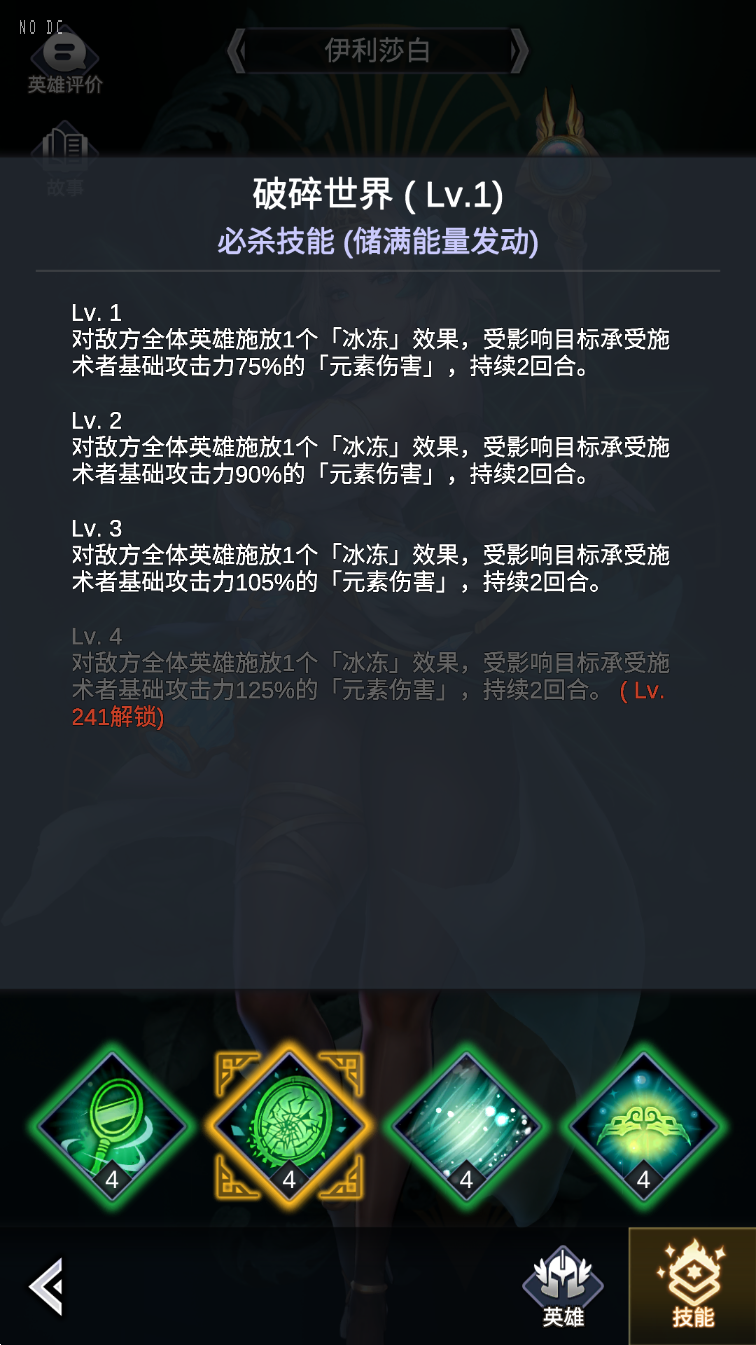 NO DC
伊利莎白
英雄评价
故事
破碎世界 ( Lv.1)
必杀技能 (储满能量发动)
Lv. 1
对敌方全体英雄施放1个「冰冻」效果，受影响目标承受施
术者基础攻击力75%的「元素伤害」，持续2回合。
Lv. 2
对敌方全体英雄施放1个「冰冻」效果，受影响目标承受施
术者基础攻击力90%的「元素伤害」，持续2回合。
Lv. 3
对敌方全体英雄施放1个「冰冻」效果，受影响目标承受施
术者基础攻击力105%的「元素伤害」，持续2回合。
Lv. 4
对敌方全体英雄施放1个「冰冻」效果，受影响目标承受施
术者基础攻击力125%的「元素伤害」，持续2回合。 ( Lv.
241解锁)
4 4 4 4
英雄 技能